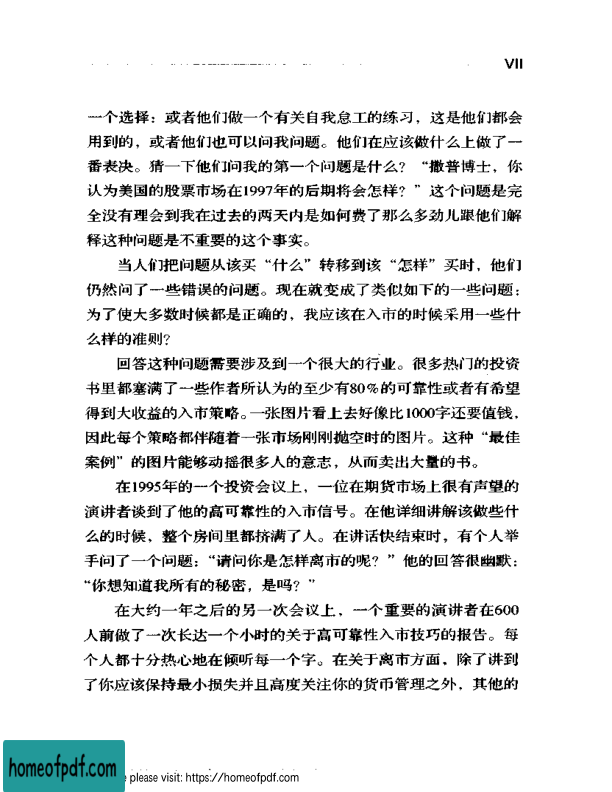 VII
一个选择：或者他们做一个有关自我怠工的练习，这是他们都会
用到的，或者他们也可以问我问题。他们在应该做什么上做了一
番表决。猜一下他们问我的第一个问题是什么？“撒普博士，你
认为美国的股票市场在1997年的后期将会怎样？”这个问题是完
全没有理会到我在过去的两天内是如何费了那么多劲儿跟他们解
释这种问题是不重要的这个事实。
当人们把问题从该买“什么”转移到该“怎样”买时，他们
仍然问了一些错误的问题。现在就变成了类似如下的一些问题：
为了使大多数时候都是正确的，我应该在入市的时候采用一些什
么样的准则？
回答这种问题需要涉及到一个很大的行业。很多热门的投资
书里都塞满了一些作者所认为的至少有80%的可靠性或者有希望
得到大收益的入市策略。一张图片看上去好像比1000字还要值钱，
因此每个策略都伴随着一张市场刚刚抛空时的图片。这种“最佳
案例”的图片能够动摇很多人的意志，从而卖出大量的书。
在1995年的一个投资会议上，一位在期货市场上很有声望的
演讲者谈到了他的高可靠性的入市信号。在他详细讲解该做些什
么的时候，整个房间里都挤满了人。在讲话快结束时，有个人举
手问了一个问题：“请问你是怎样离市的呢？”他的回答很幽默：
“你想知道我所有的秘密，是吗？”
在大约一年之后的另一次会议上，一个重要的演讲者在600
人前做了一次长达一个小时的关于高可靠性入市技巧的报告。每
个人都十分热心地在倾听每一个字。在关于离市方面，除了讲到
了你应该保持最小损失并且高度关注你的货币管理之外，其他的
homeofpdf.com
please visit: https://homeofpdf.com